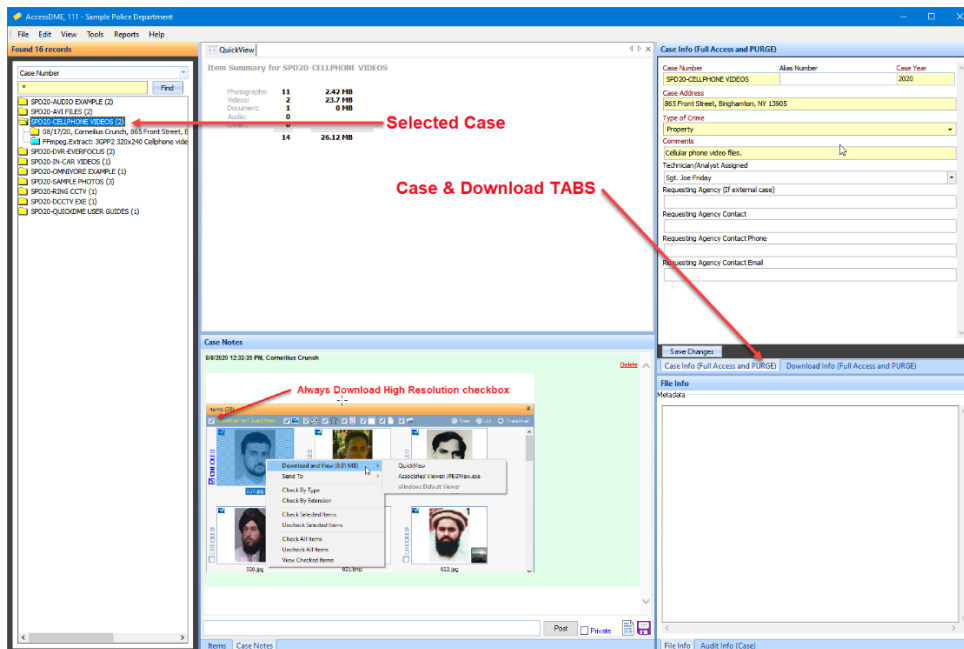 AccessDME, 111 - Sample Police Department
File Edit View Tools Reports Help
Found 16 records
Case Number
*
Find
SPD20-AUDIO EXAMPLE (2)
SPD20-AVI FILES (2)
SPD20-CELLPHONE VIDEOS (2)
08/17/20, Corneilus Crunch, 865 Front Street, B
FFmpeg.Extract: 3GPP2 320x240 Cellphone vide
SPD20-DVR-EVERFOCUS (2)
SPD20-IN-CAR VIDEOS (1)
SPD20-OMNIVORE EXAMPLE (1)
SPD20-SAMPLE PHOTOS (3)
SPD20-RING CCTV (1)
SPD20-DCCTV EXE (1)
SPD20-QUICKDME USER GUIDES (1)
QuickView
Item Summary for SPD20-CELLPHONE VIDEOS
Photographs: 11 2.42 MB
Videos: 2 23.7 MB
Document: 1 0 MB
Audio: 0
14 26.12 MB
Selected Case
Case & Download TABS
Case Notes
8/8/2020 12:33:35 PM, Corneilius Crunch
Delete
Always Download High Resolution checkbox
Items (20)
Download and View (0.01 MB)
Send To
Check By Type
Check By Extension
Check Selected Items
Uncheck Selected Items
Check All Items
Uncheck All Items
View Checked Items
QuickView
Associated Viewer: JPEGView.exe
Windows Default Viewer
CHECKED
020.jpg
021.bmp
022.jpg
Post
Private
Items Case Notes
Case Info (Full Access and PURGE)
Case Number Alias Number Case Year
SPD20-CELLPHONE VIDEOS 2020
Case Address
865 Front Street, Binghamton, NY 13905
Type of Crime
Property
Comments
Cellular phone video files.
Technician/Analyst Assigned
Sgt. Joe Friday
Requesting Agency (If external case)
Requesting Agency Contact
Requesting Agency Contact Phone
Requesting Agency Contact Email
Save Changes
Case Info (Full Access and PURGE) Download Info (Full Access and PURGE)
File Info
Metadata
File Info Audit Info (Case)